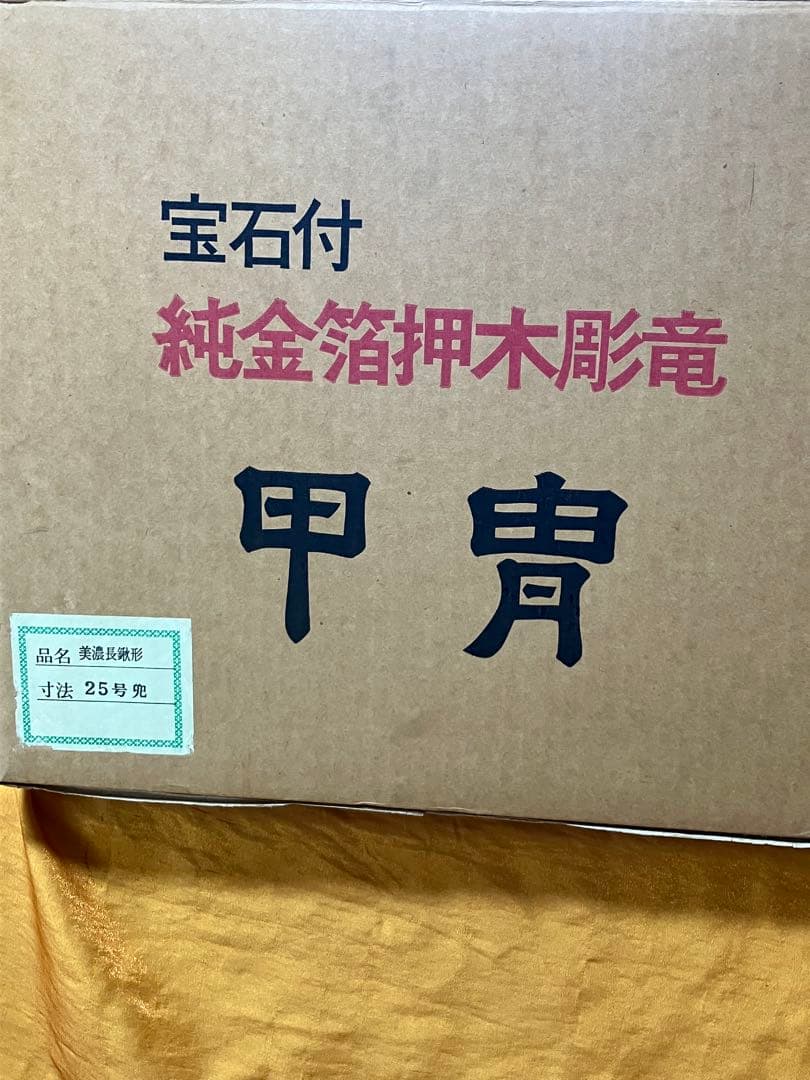 宝石付
純金箔押木彫竜
甲冑
品名 美濃長鍬形
寸法 25号兜